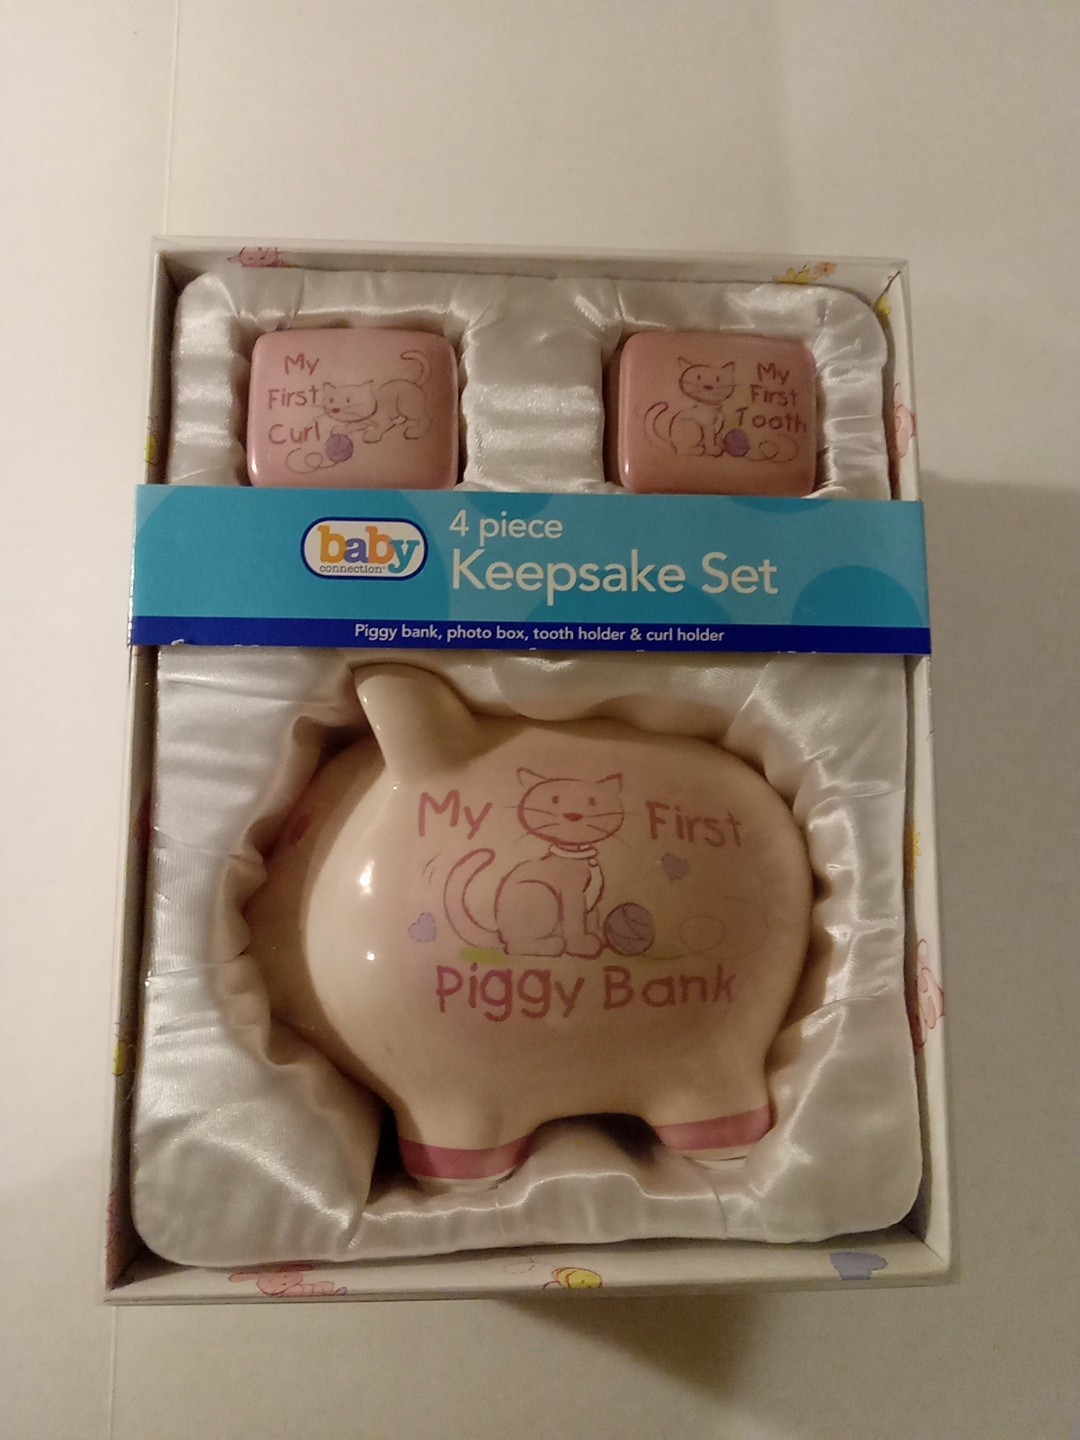 My
First
Curl
My
First
Tooth
baby
connection
4 piece
Keepsake Set
Piggy bank, photo box, tooth holder & curl holder
My First
Piggy Bank